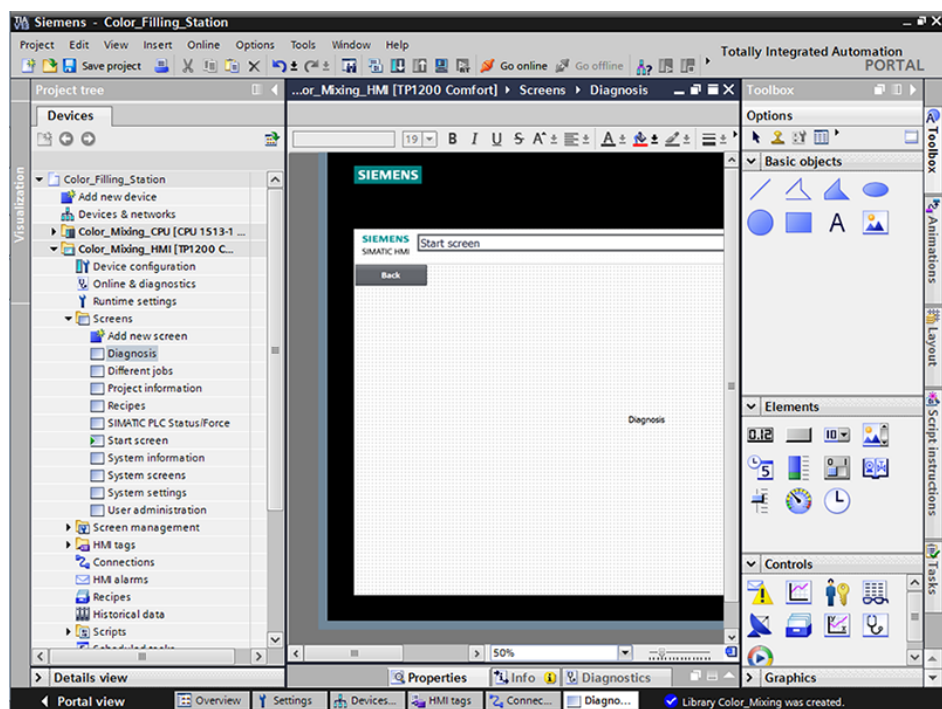 Siemens - Color_Filling_Station
Project Edit View Insert Online Options Tools Window Help
Save project
Go online
Go offline
Totally Integrated Automation
PORTAL
Project tree
Devices
Visualization
Color_Filling_Station
Add new device
Devices & networks
Color_Mixing_CPU [CPU 1513-1 ...
Color_Mixing_HMI [TP1200 C...
Device configuration
Online & diagnostics
Runtime settings
Screens
Add new screen
Diagnosis
Different jobs
Project information
Recipes
SIMATIC PLC Status/Force
Start screen
System information
System screens
System settings
User administration
Screen management
HMI tags
Connections
HMI alarms
Recipes
Historical data
Scripts
Details view
...or_Mixing_HMI [TP1200 Comfort] Screens Diagnosis
19 B I U S A A
SIEMENS
SIEMENS
SIMATIC HMI
Start screen
Back
Diagnosis
50%
Properties
Info
Diagnostics
Toolbox
Options
Basic objects
A
Elements
0.12
10
5
Controls
Graphics
Toolbox
Animations
Layout
Script instructions
Tasks
Portal view
Overview
Settings
Devices...
HMI tags
Connec...
Diagno...
Library Color_Mixing was created.